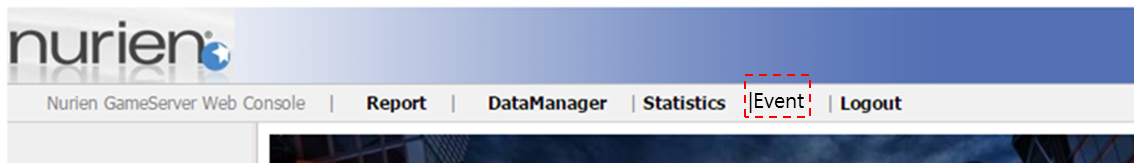 nurien
Nurien GameServer Web Console | Report | DataManager | Statistics |Event | Logout